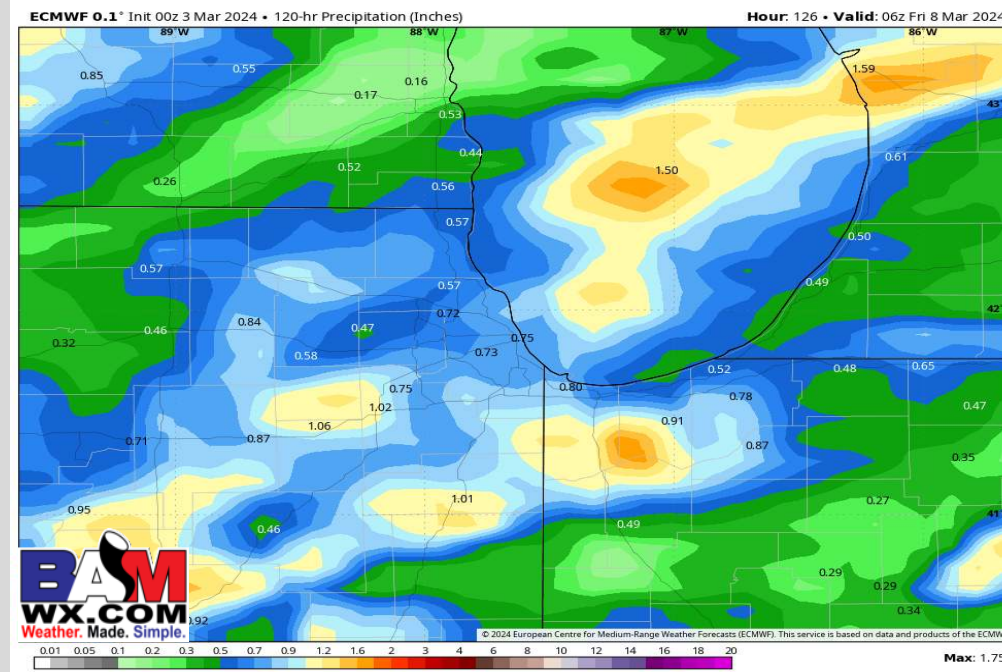 ECMWF 0.1° Init 00z 3 Mar 2024 • 120-hr Precipitation (Inches)
Hour: 126 • Valid: 06z Fri 8 Mar 2024
89°W 88°W 87°W 86°W
0.85 0.55 0.16 0.17 1.59
43°
0.53
0.44 0.61
0.52 1.50
0.26 0.56
0.57 0.50
0.57 0.57 0.49
42°
0.84 0.72
0.32 0.46 0.47 0.75
0.58 0.73
0.52 0.48 0.65
0.75 0.80 0.78
1.02 0.47
1.06 0.91
0.71 0.87 0.87
0.35
0.95 1.01 0.27
41°
0.46 0.49
0.29
0.29
0.34
0.92
BAM
WX.COM
Weather. Made. Simple.
© 2024 European Centre for Medium-Range Weather Forecasts (ECMWF). This service is based on data and products of the ECMW
0.01 0.05 0.1 0.2 0.3 0.5 0.7 0.9 1.2 1.6 2 3 4 6 8 10 12 14 16 20
Max: 1.75